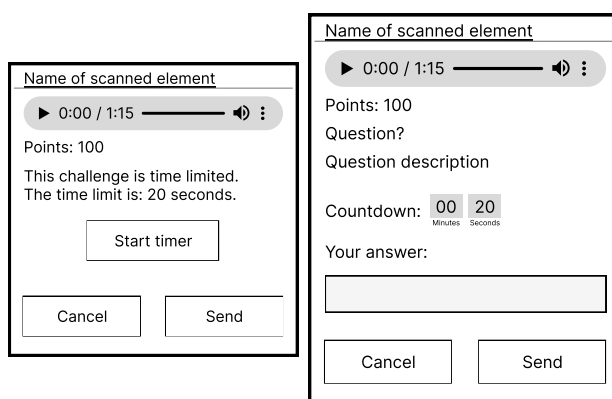 Name of scanned element
0:00 / 1:15
Points: 100
This challenge is time limited.
The time limit is: 20 seconds.
Start timer
Cancel
Send
Name of scanned element
0:00 / 1:15
Points: 100
Question?
Question description
Countdown: 00 20
Minutes Seconds
Your answer:
Cancel
Send